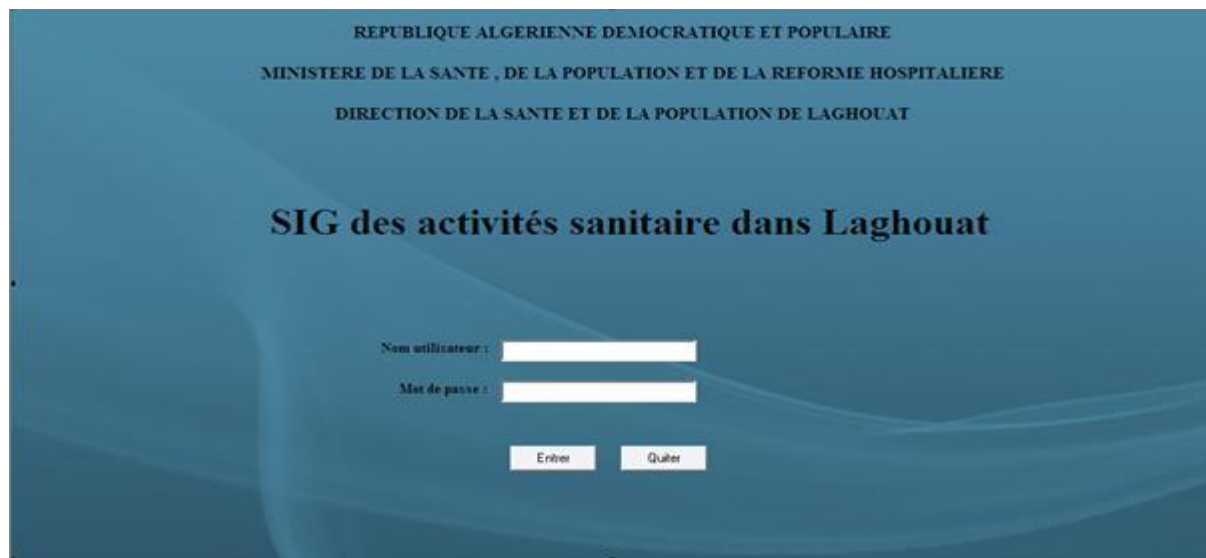 REPUBLIQUE ALGERIENNE DEMOCRATIQUE ET POPULAIRE
MINISTERE DE LA SANTE , DE LA POPULATION ET DE LA REFORME HOSPITALIERE
DIRECTION DE LA SANTE ET DE LA POPULATION DE LAGHOUAT
SIG des activités sanitaire dans Laghouat
Nom utilizateur :
Mot de passe :
Entrer Quiter